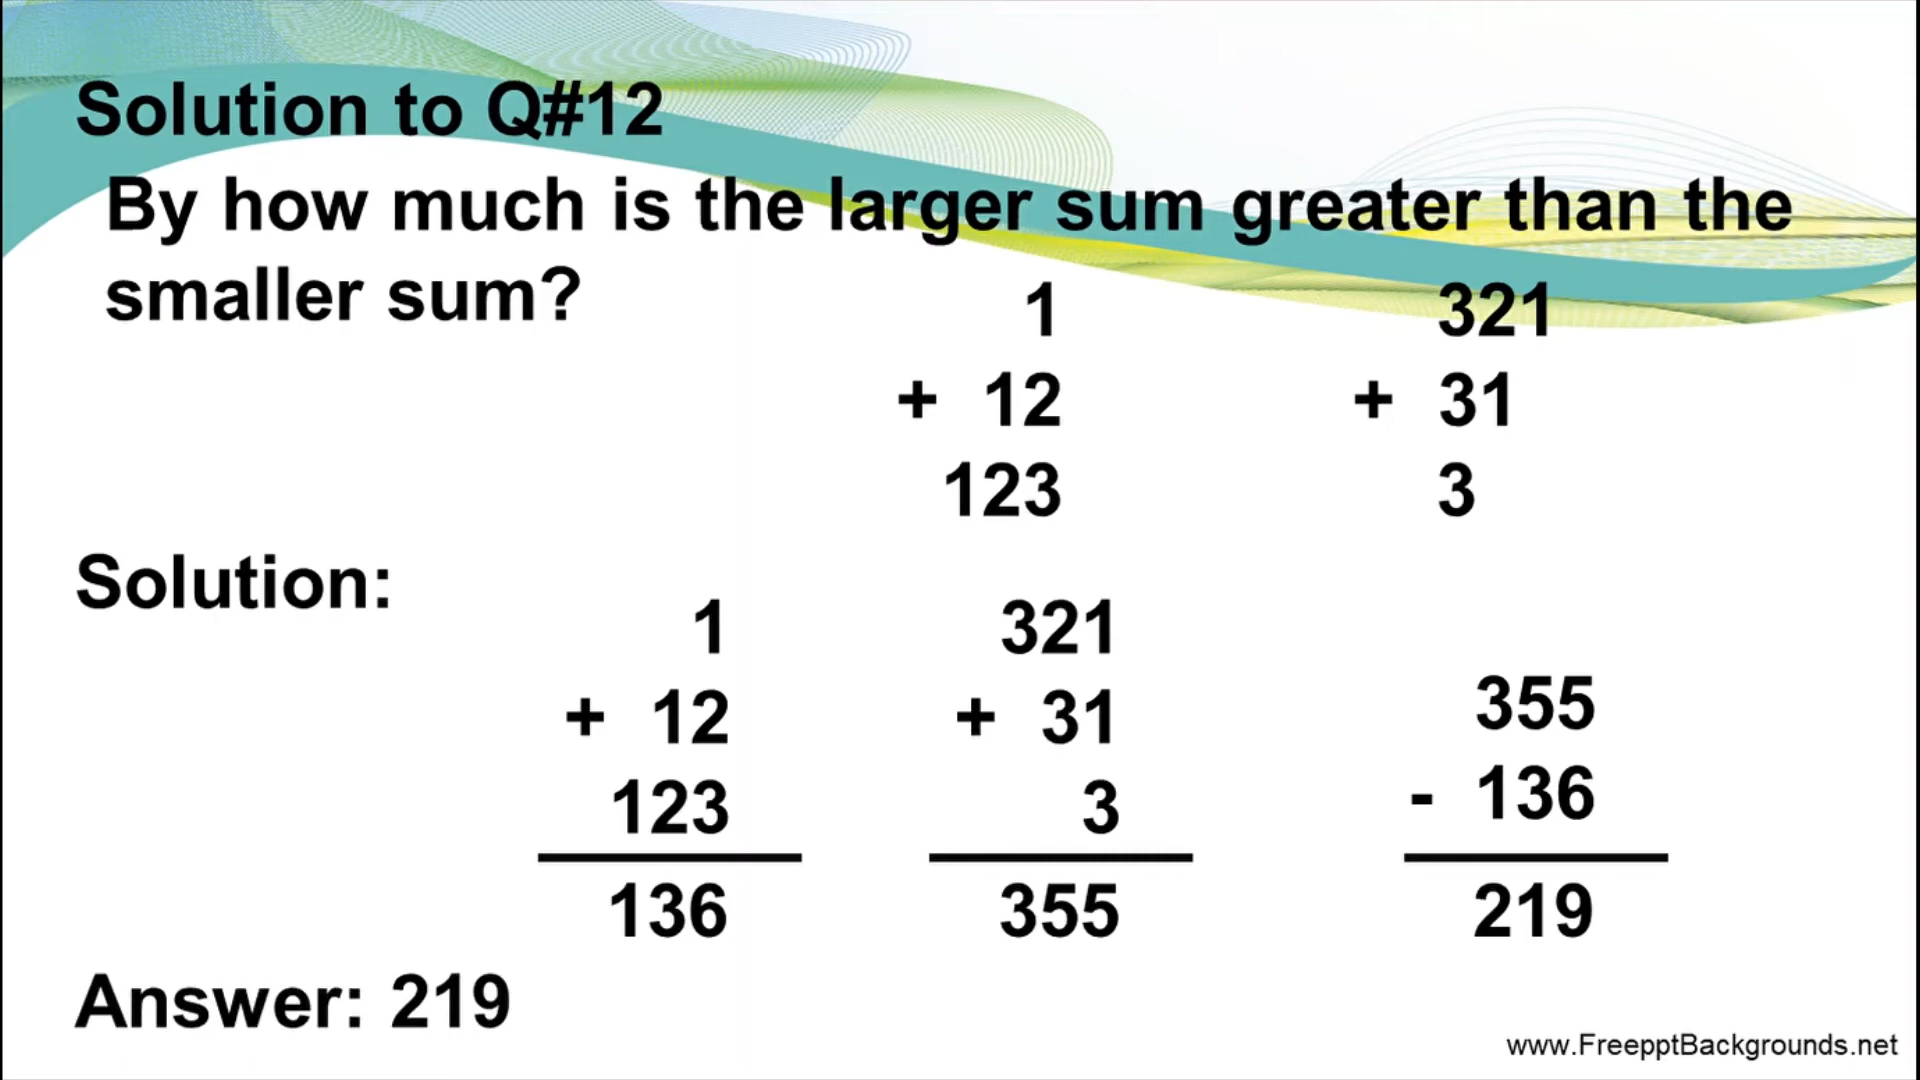 Solution to Q#12
By how much is the larger sum greater than the
smaller sum?
1 321
+ 12 + 31
123 3
Solution:
1 321
+ 12 + 31 355
123 3 - 136
136 355 219
Answer: 219
www.FreepptBackgrounds.net